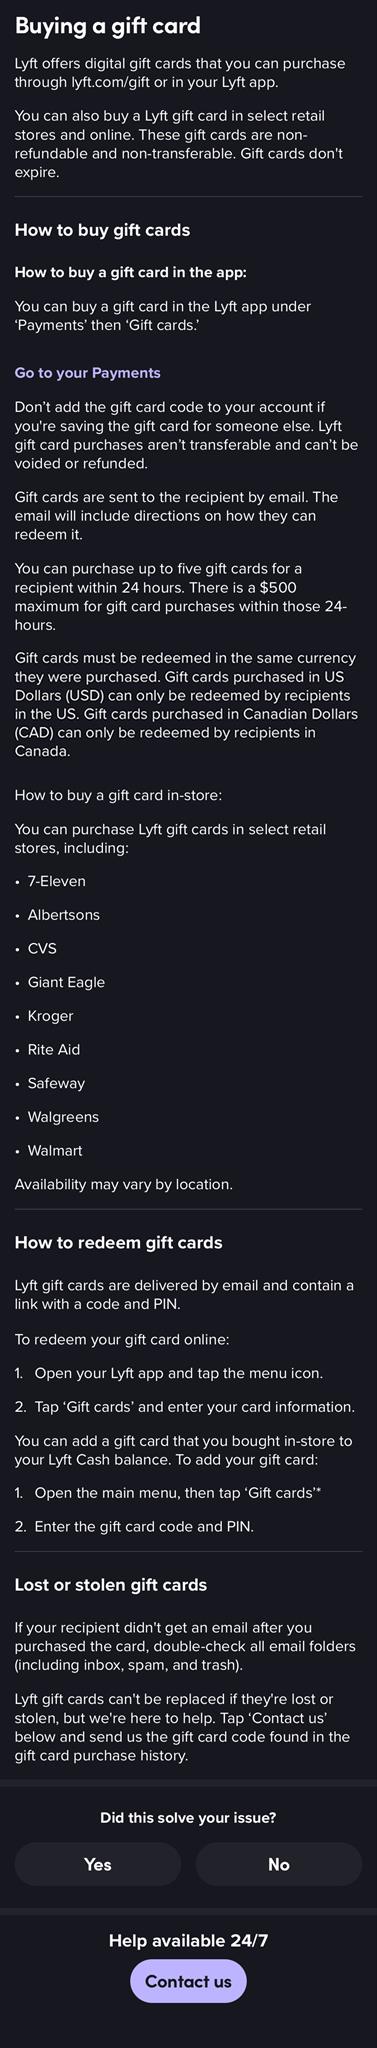 Buying a gift card
Lyft offers digital gift cards that you can purchase
through lyft.com/gift or in your Lyft app.
You can also buy a Lyft gift card in select retail
stores and online. These gift cards are non-
refundable and non-transferable. Gift cards don't
expire.
How to buy gift cards
How to buy a gift card in the app:
You can buy a gift card in the Lyft app under
‘Payments’ then ‘Gift cards.’
Go to your Payments
Don’t add the gift card code to your account if
you're saving the gift card for someone else. Lyft
gift card purchases aren’t transferable and can’t be
voided or refunded.
Gift cards are sent to the recipient by email. The
email will include directions on how they can
redeem it.
You can purchase up to five gift cards for a
recipient within 24 hours. There is a $500
maximum for gift card purchases within those 24-
hours.
Gift cards must be redeemed in the same currency
they were purchased. Gift cards purchased in US
Dollars (USD) can only be redeemed by recipients
in the US. Gift cards purchased in Canadian Dollars
(CAD) can only be redeemed by recipients in
Canada.
How to buy a gift card in-store:
You can purchase Lyft gift cards in select retail
stores, including:
• 7-Eleven
• Albertsons
• CVS
• Giant Eagle
• Kroger
• Rite Aid
• Safeway
• Walgreens
• Walmart
Availability may vary by location.
How to redeem gift cards
Lyft gift cards are delivered by email and contain a
link with a code and PIN.
To redeem your gift card online:
1. Open your Lyft app and tap the menu icon.
2. Tap ‘Gift cards’ and enter your card information.
You can add a gift card that you bought in-store to
your Lyft Cash balance. To add your gift card:
1. Open the main menu, then tap ‘Gift cards’*
2. Enter the gift card code and PIN.
Lost or stolen gift cards
If your recipient didn't get an email after you
purchased the card, double-check all email folders
(including inbox, spam, and trash).
Lyft gift cards can't be replaced if they're lost or
stolen, but we're here to help. Tap ‘Contact us’
below and send us the gift card code found in the
gift card purchase history.
Did this solve your issue?
Yes No
Help available 24/7
Contact us